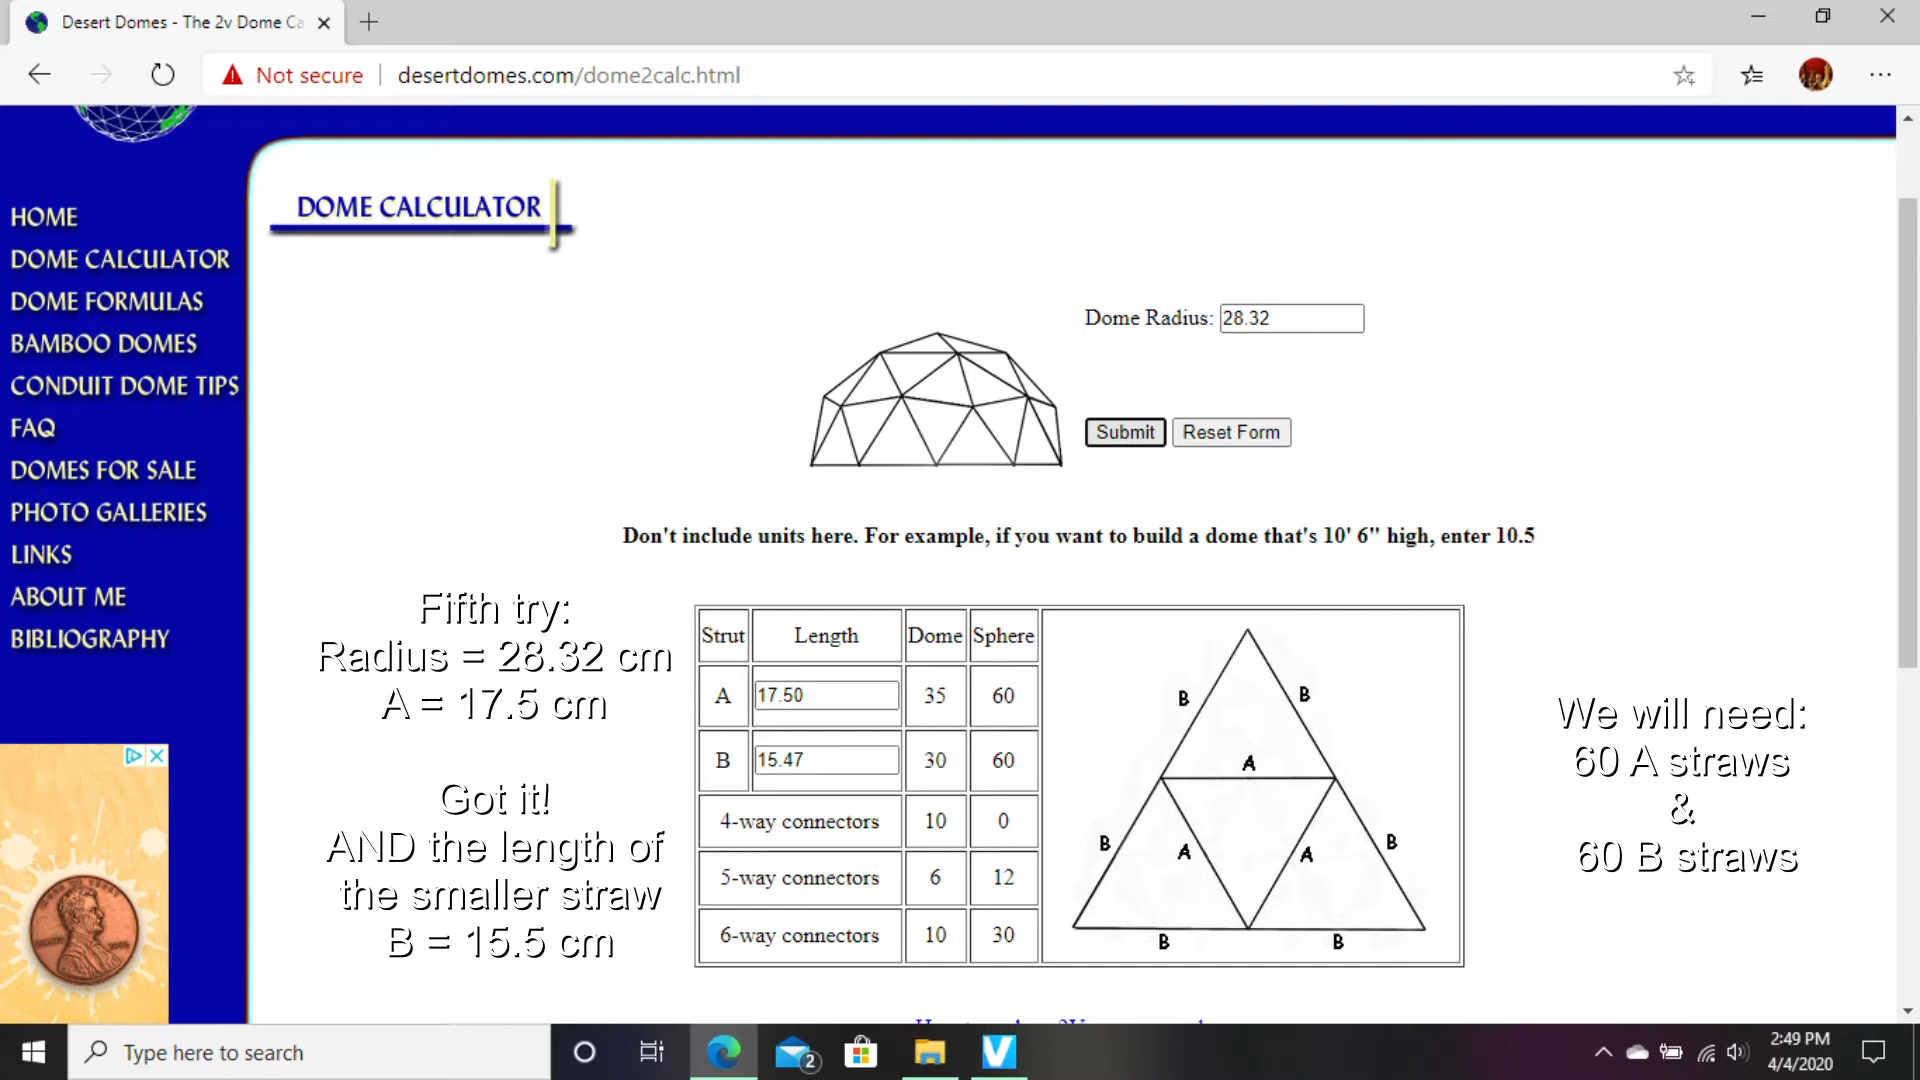 Desert Domes - The 2v Dome Ca
Not secure
desertdomes.com/dome2calc.html
HOME
DOME CALCULATOR
DOME FORMULAS
BAMBOO DOMES
CONDUIT DOME TIPS
FAQ
DOMES FOR SALE
PHOTO GALLERIES
LINKS
ABOUT ME
BIBLIOGRAPHY
DOME CALCULATOR
Dome Radius: 28.32
Submit Reset Form
Don't include units here. For example, if you want to build a dome that's 10' 6" high, enter 10.5
Fifth try:
Radius = 28.32 cm
A = 17.5 cm
Got it!
AND the length of
the smaller straw
B = 15.5 cm
Strut Length Dome Sphere
A 17.50 35 60
B 15.47 30 60
4-way connectors 10 0
5-way connectors 6 12
6-way connectors 10 30
B B
A
B A A B
B B
We will need:
60 A straws
&
60 B straws
Type here to search
2
2:49 PM
4/4/2020